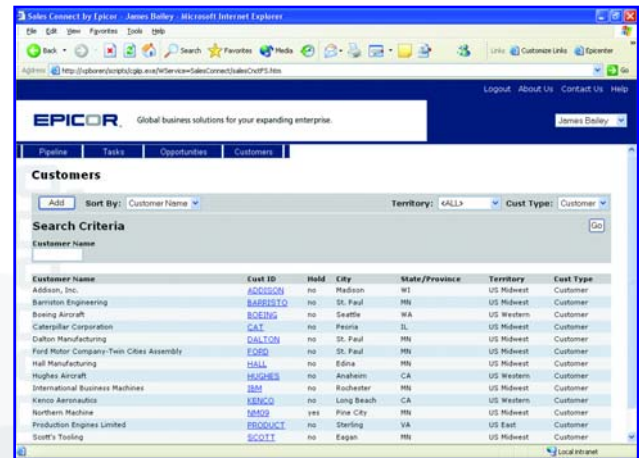 Sales Connect by Epicor - James Bailey - Microsoft Internet Explorer
File Edit View Favorites Tools Help
Back Search Favorites Media Links Customize Links Epicenter
Address http://vpboren/scripts/cgiip.exe/WService=SalesConnect/salesCnctPS.htm Go
Logout About Us Contact Us Help
EPICOR Global business solutions for your expanding enterprise. James Bailey
Pipeline Tasks Opportunities Customers
Customers
Add Sort By: Customer Name Territory: <ALL> Cust Type: Customer
Search Criteria Go
Customer Name
Customer Name Cust ID Hold City State/Province Territory Cust Type
Addison, Inc. ADDISON no Madison WI US Midwest Customer
Barriston Engineering BARRISTO no St. Paul MN US Midwest Customer
Boeing Aircraft BOEING no Seattle WA US Western Customer
Caterpillar Corporation CAT no Peoria IL US Midwest Customer
Dalton Manufacturing DALTON no St. Paul MN US Midwest Customer
Ford Motor Company-Twin Cities Assembly FORD no St. Paul MN US Midwest Customer
Hall Manufacturing HALL no Edina MN US Midwest Customer
Hughes Aircraft HUGHES no Anaheim CA US Western Customer
International Business Machines IBM no Rochester MN US Midwest Customer
Kenco Aeronautics KENCO no Long Beach CA US Western Customer
Northern Machine NM09 yes Pine City MN US Midwest Customer
Production Engines Limited PRODUCT no Sterling VA US East Customer
Scott's Tooling SCOTT no Eagan MN US Midwest Customer
Local intranet